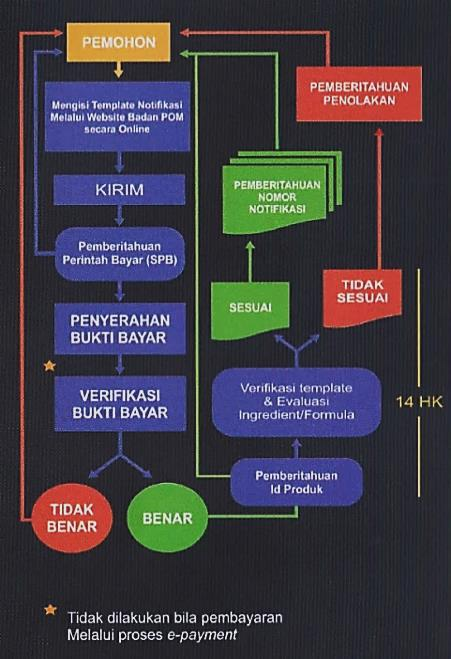 PEMOHON
Mengisi Template Notifikasi
Melalui Website Badan POM
secara Online
KIRIM
Pemberitahuan
Perintah Bayar (SPB)
PENYERAHAN
BUKTI BAYAR
VERIFIKASI
BUKTI BAYAR
TIDAK
BENAR
BENAR
Pemberitahuan
Id Produk
Verifikasi template
& Evaluasi
Ingredient/Formula
SESUAI
TIDAK
SESUAI
PEMBERITAHUAN
NOMOR
NOTIFIKASI
PEMBERITAHUAN
PENOLAKAN
14 HK
Tidak dilakukan bila pembayaran
Melalui proses e-payment